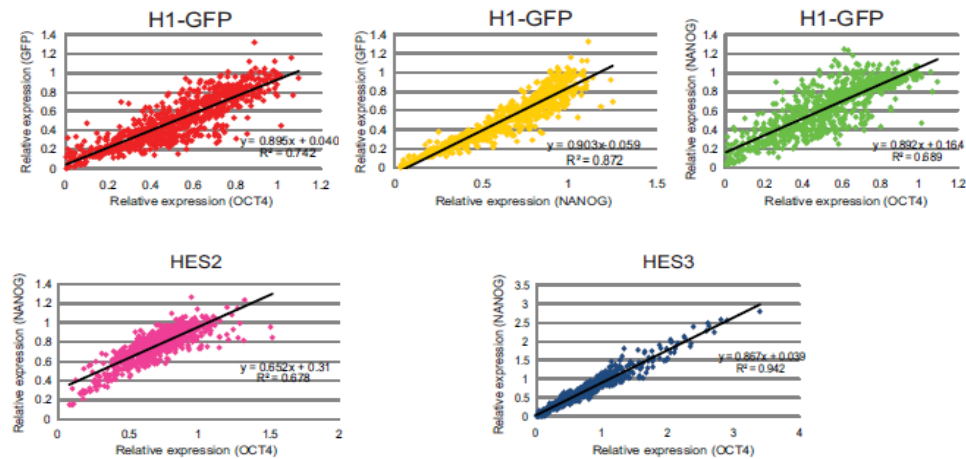 H1-GFP
Relative expression (GFP)
1.4
1.2
1
0.8
0.6
0.4
0.2
0
y = 0.895x + 0.040
R² = 0.742
0 0.2 0.4 0.6 0.8 1 1.2
Relative expression (OCT4)
H1-GFP
Relative expression (GFP)
1.4
1.2
1
0.8
0.6
0.4
0.2
0
y = 0.903x-0.059
R² = 0.872
0 0.5 1 1.5
Relative expression (NANOG)
H1-GFP
Relative expression (NANOG)
1.4
1.2
1
0.8
0.6
0.4
0.2
0
y = 0.892x + 0.164
R² = 0.689
0 0.2 0.4 0.6 0.8 1 1.2
Relative expression (OCT4)
HES2
Relative expression (NANOG)
1.4
1.2
1
0.8
0.6
0.4
0.2
0
y = 0.652x + 0.31
R² = 0.678
0 0.5 1 1.5 2
Relative expression (OCT4)
HES3
Relative expression (NANOG)
3.5
3
2.5
2
1.5
1
0.5
0
y = 0.867x + 0.039
R² = 0.942
0 1 2 3 4
Relative expression (OCT4)